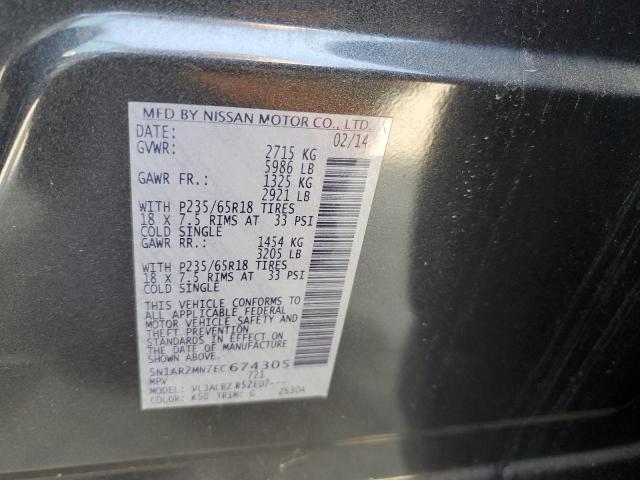 MFD BY NISSAN MOTOR CO., LTD.
DATE: 02/14
GVWR: 2715 KG
5986 LB
GAWR FR.: 1325 KG
2921 LB
WITH P235/65R18 TIRES
18 X 7.5 RIMS AT 33 PSI
COLD SINGLE
GAWR RR.: 1454 KG
3205 LB
WITH P235/65R18 TIRES
18 X 7.5 RIMS AT 33 PSI
COLD SINGLE
THIS VEHICLE CONFORMS TO
ALL APPLICABLE FEDERAL
MOTOR VEHICLE SAFETY AND
THEFT PREVENTION
STANDARDS IN EFFECT ON
THE DATE OF MANUFACTURE
SHOWN ABOVE.
5N1AR2MN7EC674305
MPV 721
MODEL:
COLOR: K50 TRIM: G 2530A